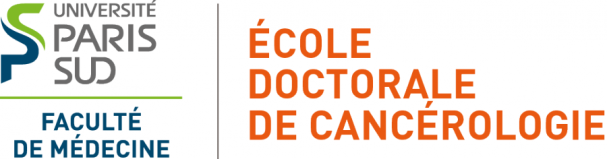 UNIVERSITÉ
PARIS
SUD
FACULTÉ
DE MÉDECINE
ÉCOLE
DOCTORALE
DE CANCÉROLOGIE